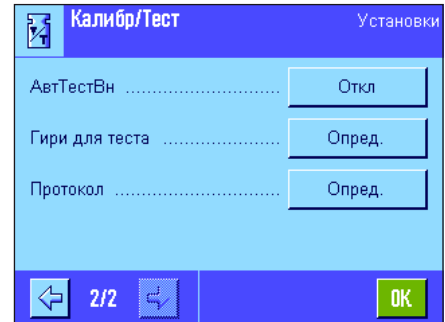 Калибр/Тест Установки
АвтТестВн ............................ Откл
Гири для теста ..................... Опред.
Протокол ............................. Опред.
2/2 OK